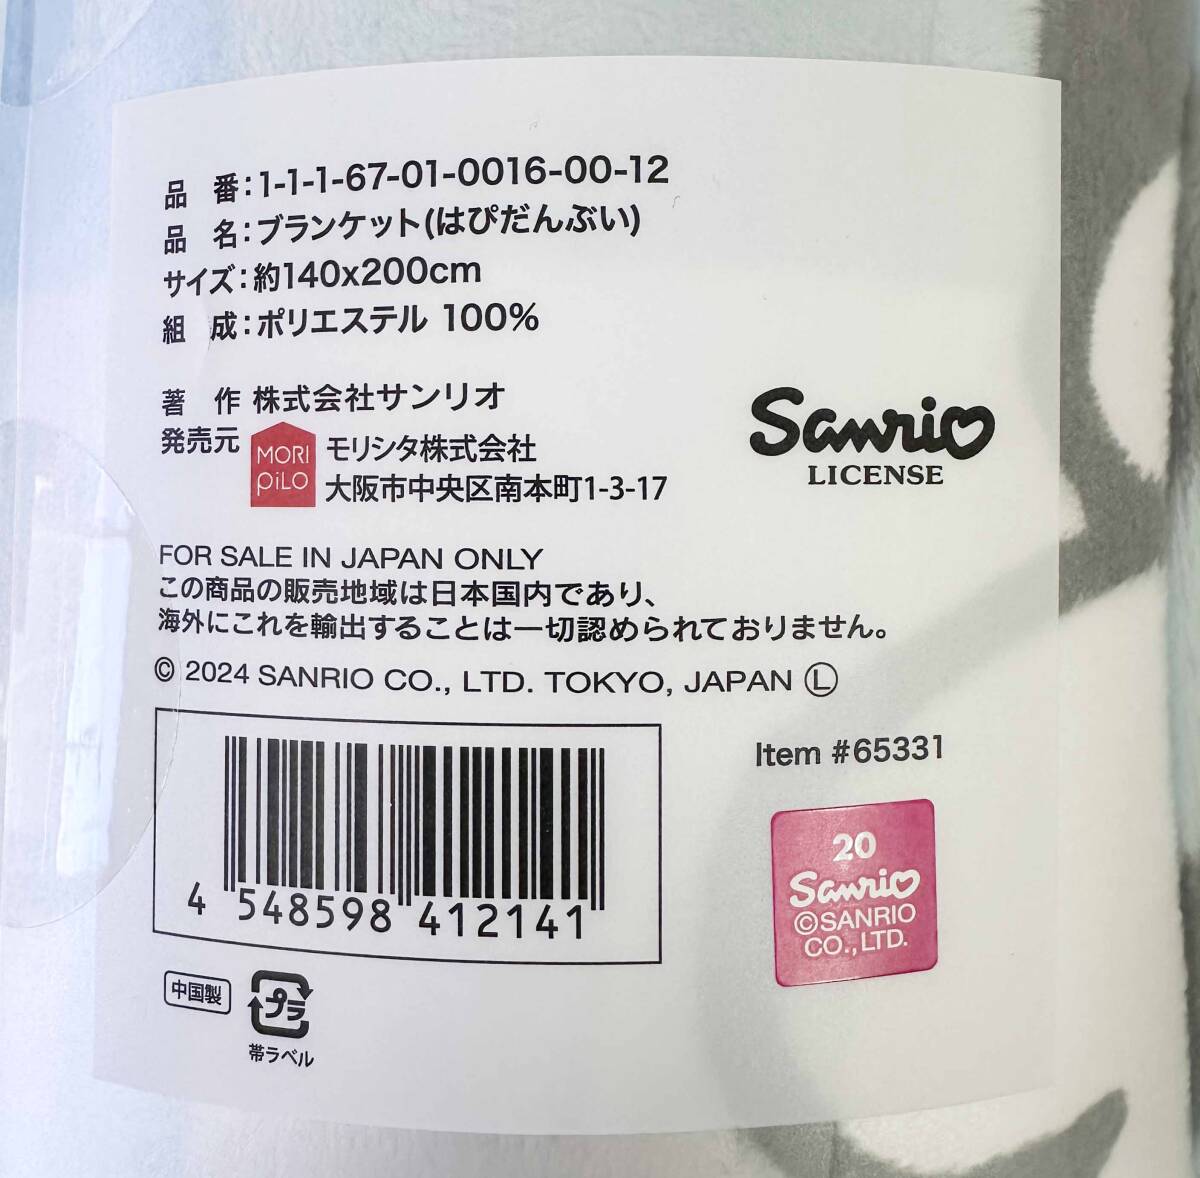 品 番:1-1-1-67-01-0016-00-12
品 名:ブランケット(はぴだんぶい)
サイズ:約140x200cm
組 成:ポリエステル 100%
著 作 株式会社サンリオ
発売元
MORI
PiLO
モリシタ株式会社
大阪市中央区南本町1-3-17
Sanrio
LICENSE
FOR SALE IN JAPAN ONLY
この商品の販売地域は日本国内であり、
海外にこれを輸出することは一切認められておりません。
© 2024 SANRIO CO., LTD. TOKYO, JAPAN Ⓛ
4 548598 412141
Item #65331
20
Sanrio
©SANRIO
CO.,LTD.
中国製
プラ
帯ラベル